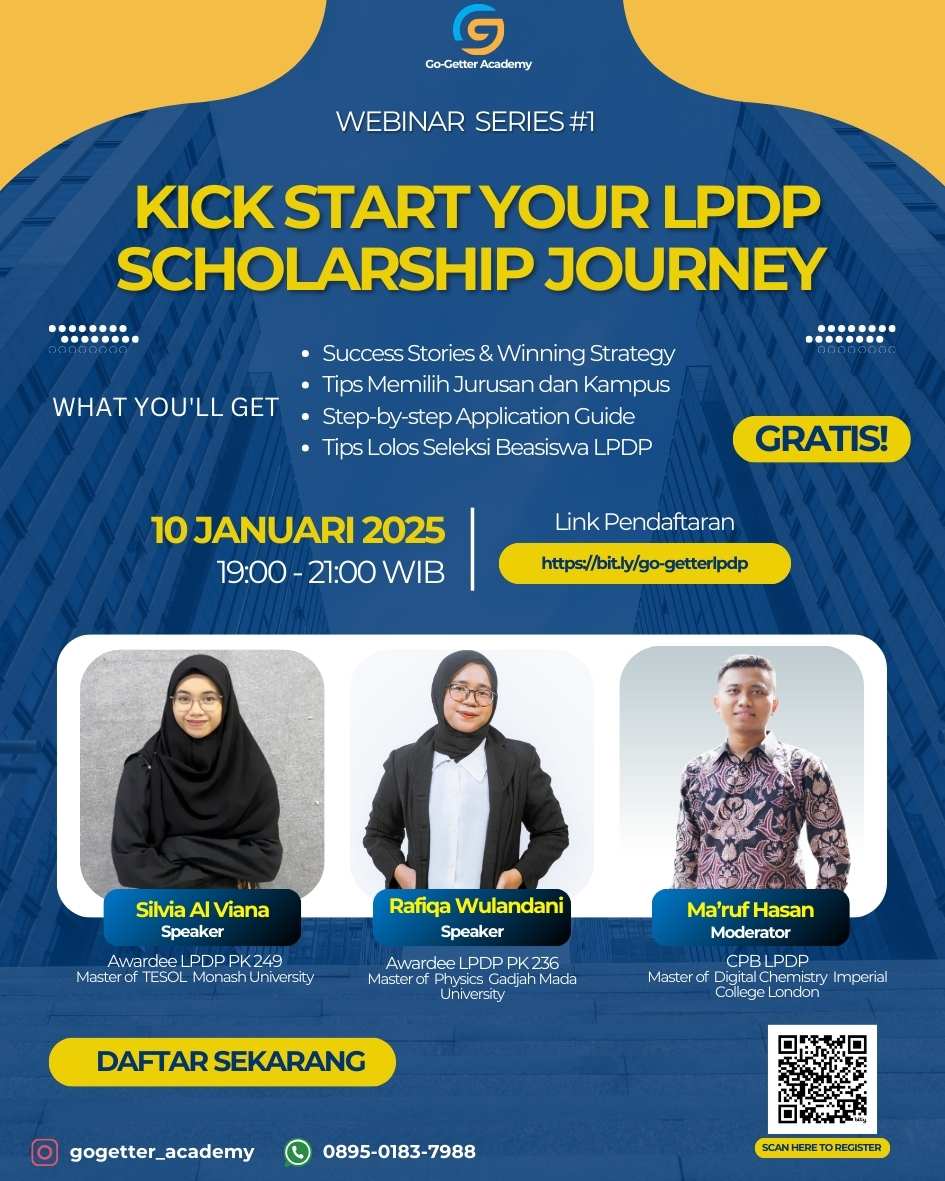 Go-Getter Academy
WEBINAR SERIES #1
KICK START YOUR LPDP
SCHOLARSHIP JOURNEY
WHAT YOU'LL GET
• Success Stories & Winning Strategy
• Tips Memilih Jurusan dan Kampus
• Step-by-step Application Guide
• Tips Lolos Seleksi Beasiswa LPDP
GRATIS!
10 JANUARI 2025
19:00 - 21:00 WIB
Link Pendaftaran
https://bit.ly/go-getterlpdp
Silvia Al Viana
Speaker
Awardee LPDP PK 249
Master of TESOL Monash University
Rafiqa Wulandani
Speaker
Awardee LPDP PK 236
Master of Physics Gadjah Mada
University
Ma'ruf Hasan
Moderator
CPB LPDP
Master of Digital Chemistry Imperial
College London
DAFTAR SEKARANG
bitly
SCAN HERE TO REGISTER
gogetter_academy
0895-0183-7988